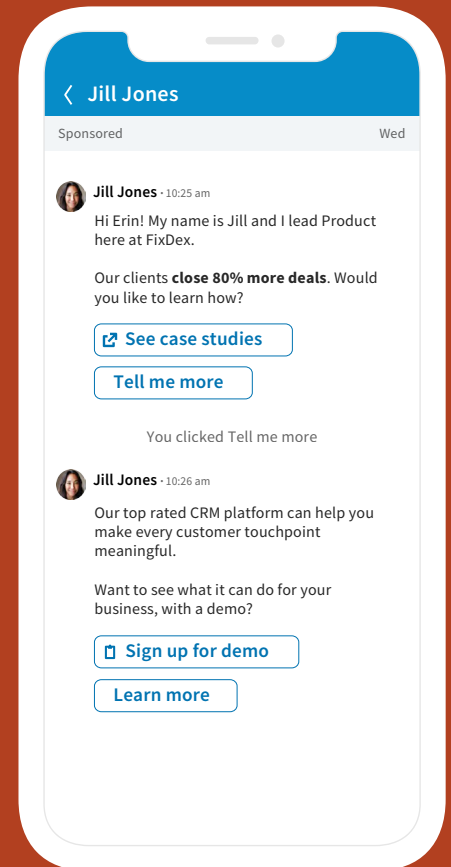 Jill Jones
Sponsored Wed
Jill Jones · 10:25 am
Hi Erin! My name is Jill and I lead Product
here at FixDex.
Our clients close 80% more deals. Would
you like to learn how?
See case studies
Tell me more
You clicked Tell me more
Jill Jones · 10:26 am
Our top rated CRM platform can help you
make every customer touchpoint
meaningful.
Want to see what it can do for your
business, with a demo?
Sign up for demo
Learn more